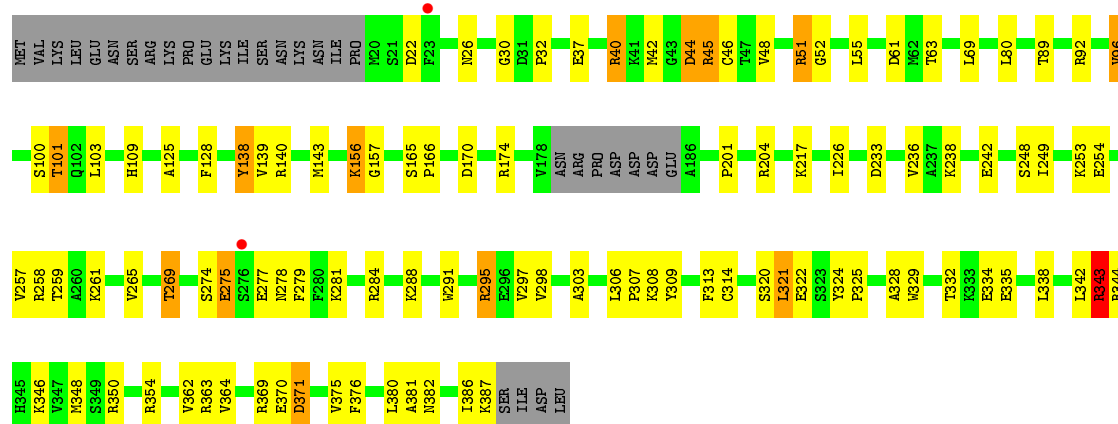 MET VAL LYS LEU GLU ASN SER ARG LYS PRO GLU LYS ILE SER ASN LYS ASN ILE PRO M20 S21 D22 F23 N26 G30 D31 P32 E37 R40 K41 M42 G43 D44 R45 C46 T47 V48 R51 G52 L55 D61 M62 T63 L69 L80 T89 R92
S100 T101 Q102 L103 H109 A125 F128 Y138 V139 R140 M143 K156 G157 S165 P166 D170 R174 V178 ASN ARG PRO ASP ASP ASP GLU A186 P201 R204 K217 I226 D233 V236 A237 K238 E242 S248 I249 K253 E254
V257 R258 T259 A260 K261 V265 T269 S274 E275 S276 E277 N278 F279 F280 K281 R284 K288 W291 R295 E296 V297 V298 A303 L306 P307 K308 Y309 F313 C314 S320 L321 E322 S323 Y324 P325 A328 W329 T332 K333 E334 E335 L338 L342 R343
H345 K346 V347 M348 S349 R350 R354 V362 R363 V364 R369 E370 D371 V375 F376 L380 A381 N382 I386 K387 SER ILE ASP LEU